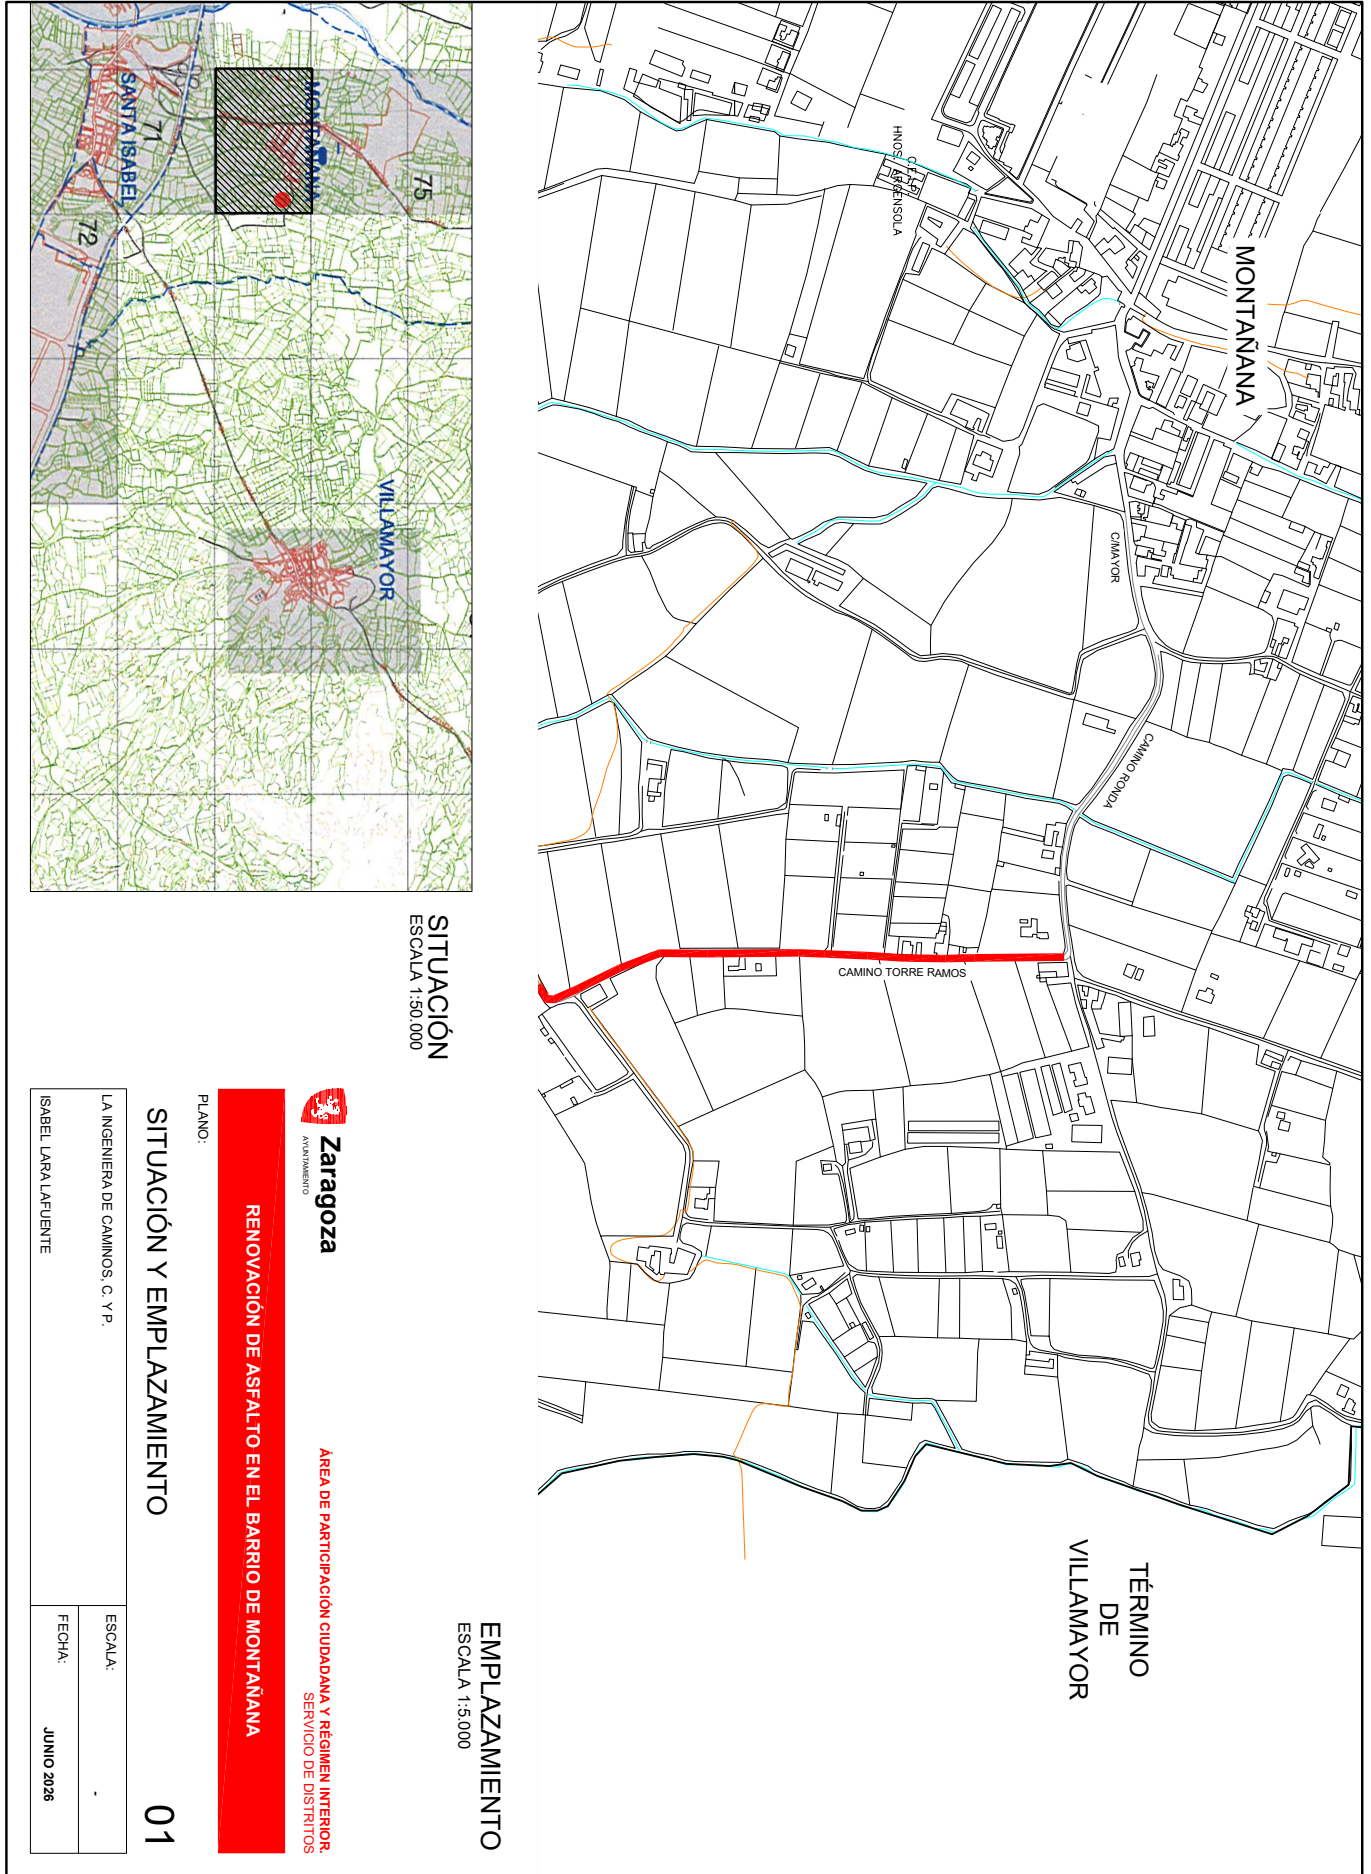 MONTAÑANA
C.E.I.P.
HNOS. ARGENSOLA
C/MAYOR
CAMINO RONDA
CAMINO TORRE RAMOS
TÉRMINO
DE
VILLAMAYOR
EMPLAZAMIENTO
ESCALA 1:5.000
MONTAÑANA
75
71
SANTA ISABEL
72
VILLAMAYOR
SITUACIÓN
ESCALA 1:50.000
Zaragoza
AYUNTAMIENTO
ÁREA DE PARTICIPACIÓN CIUDADANA Y RÉGIMEN INTERIOR.
SERVICIO DE DISTRITOS
RENOVACIÓN DE ASFALTO EN EL BARRIO DE MONTAÑANA
PLANO:
SITUACIÓN Y EMPLAZAMIENTO
01
LA INGENIERA DE CAMINOS, C. Y P.
ISABEL LARA LAFUENTE
ESCALA:
-
FECHA:
JUNIO 2026